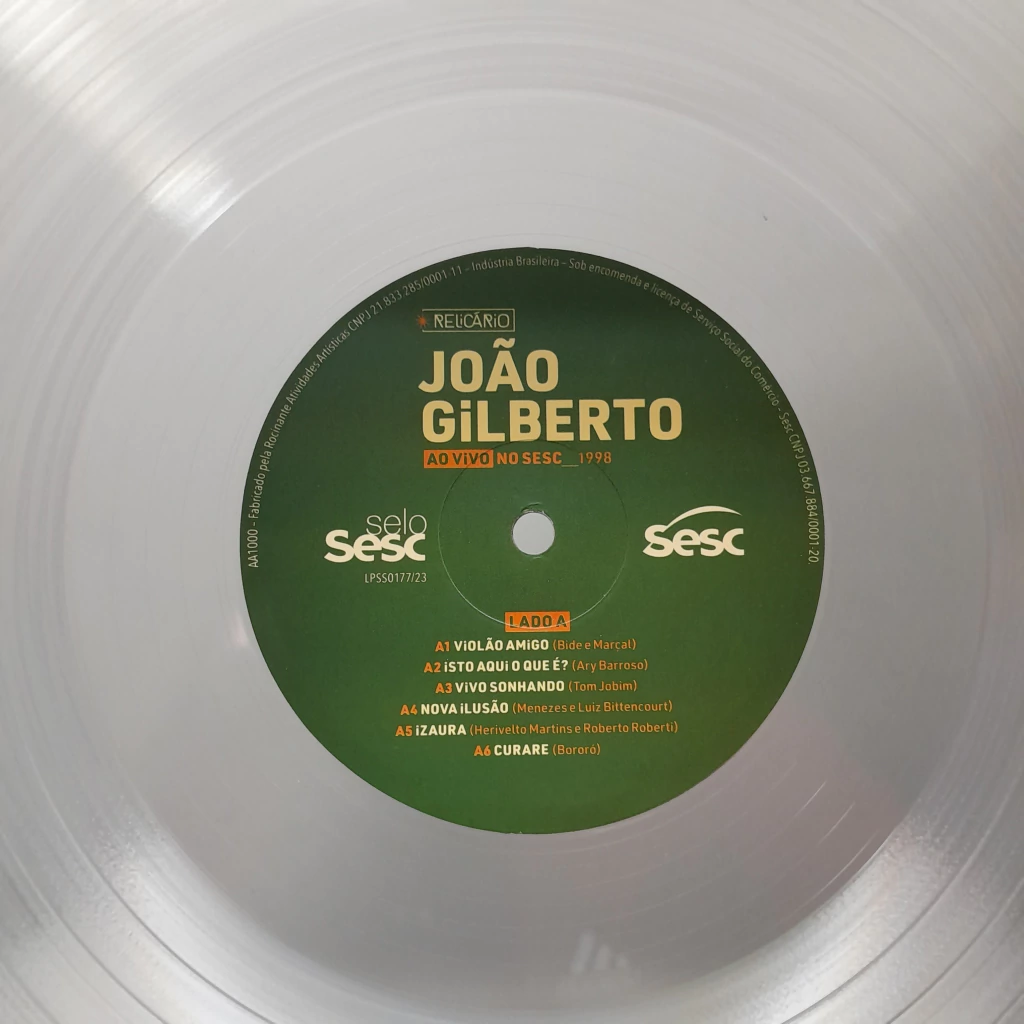 AA1000 - Fabricado pela Rocinante Atividades Artísticas CNPJ 21 833 285/0001 11 - Indústria Brasileira - Sob encomenda e licença de Serviço Social do Comércio - Sesc CNPJ 03 667 884/0001-20.
RELiCÁRiO
JOÃO
GiLBERTO
AO ViVO NO SESC__1998
selo
Sesc
LPSS0177/23
Sesc
LADO A
A1 ViOLÃO AMiGO (Bide e Marçal)
A2 iSTO AQUi O QUE É? (Ary Barroso)
A3 ViVO SONHANDO (Tom Jobim)
A4 NOVA iLUSÃO (Menezes e Luiz Bittencourt)
A5 iZAURA (Herivelto Martins e Roberto Roberti)
A6 CURARE (Bororó)